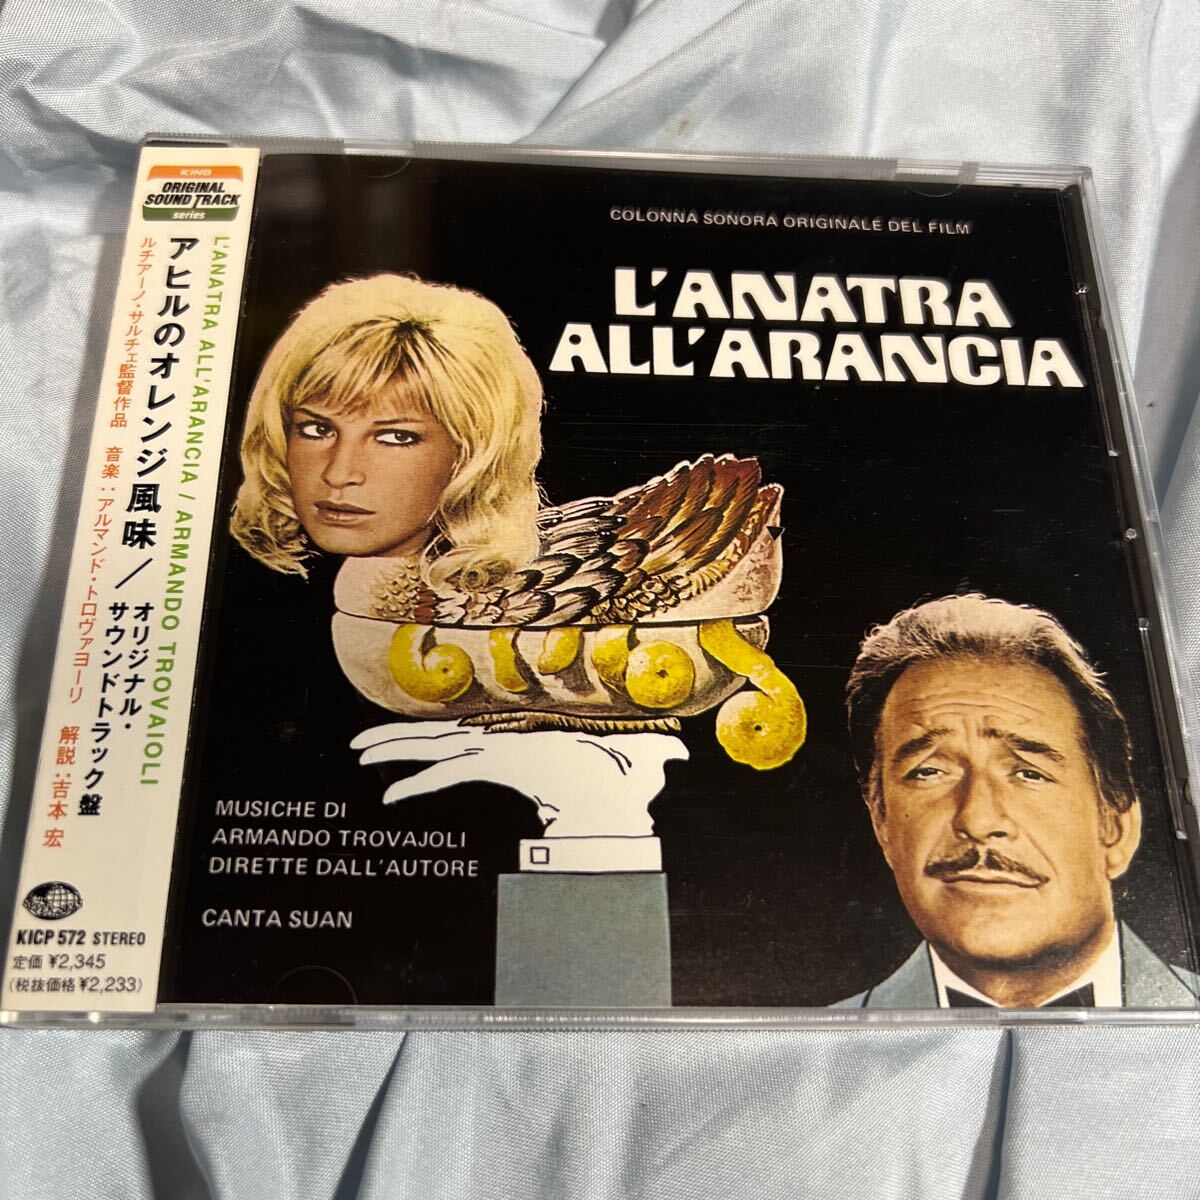 KING
ORIGINAL
SOUND TRACK
series
L'ANATRA ALL'ARANCIA / ARMANDO TROVAIOLI
アヒルのオレンジ風味／オリジナル・
サウンドトラック盤
ルチアーノ・サルチェ監督作品 音楽：アルマンド・トロヴァヨーリ 解説：吉本 宏
KICP 572 STEREO
定価 ¥2,345
(税抜価格¥2,233)
COLONNA SONORA ORIGINALE DEL FILM
L'ANATRA
ALL'ARANCIA
MUSICHE DI
ARMANDO TROVAJOLI
DIRETTE DALL'AUTORE
CANTA SUAN